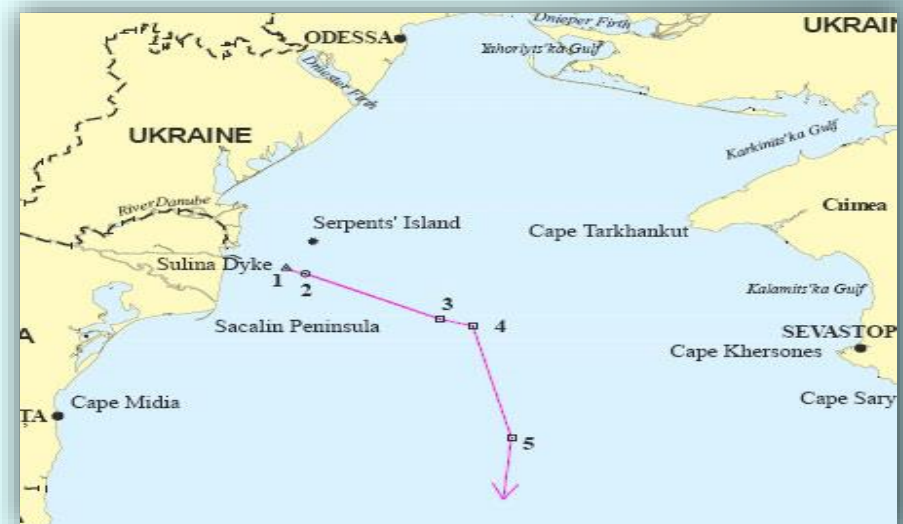 ODESSA
Dnieper Firth
UKRAIN
Yahorlyts'ka Gulf
Dniester Firth
UKRAINE
Karkinits'ka Gulf
River Danube
Crimea
Serpents' Island
Cape Tarkhankut
Sulina Dyke
1
2
Kalamits'ka Gulf
3
Sacalin Peninsula
4
SEVASTOP
A
Cape Khersones
Cape Midia
Cape Sary
ȚA
5